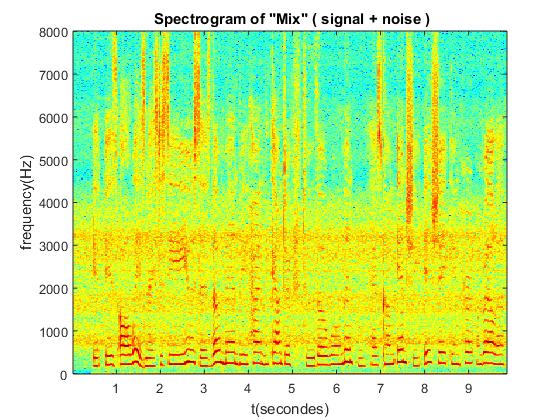 Spectrogram of "Mix" ( signal + noise )
8000
7000
6000
5000
4000
3000
2000
1000
0
frequency(Hz)
1 2 3 4 5 6 7 8 9
t(secondes)